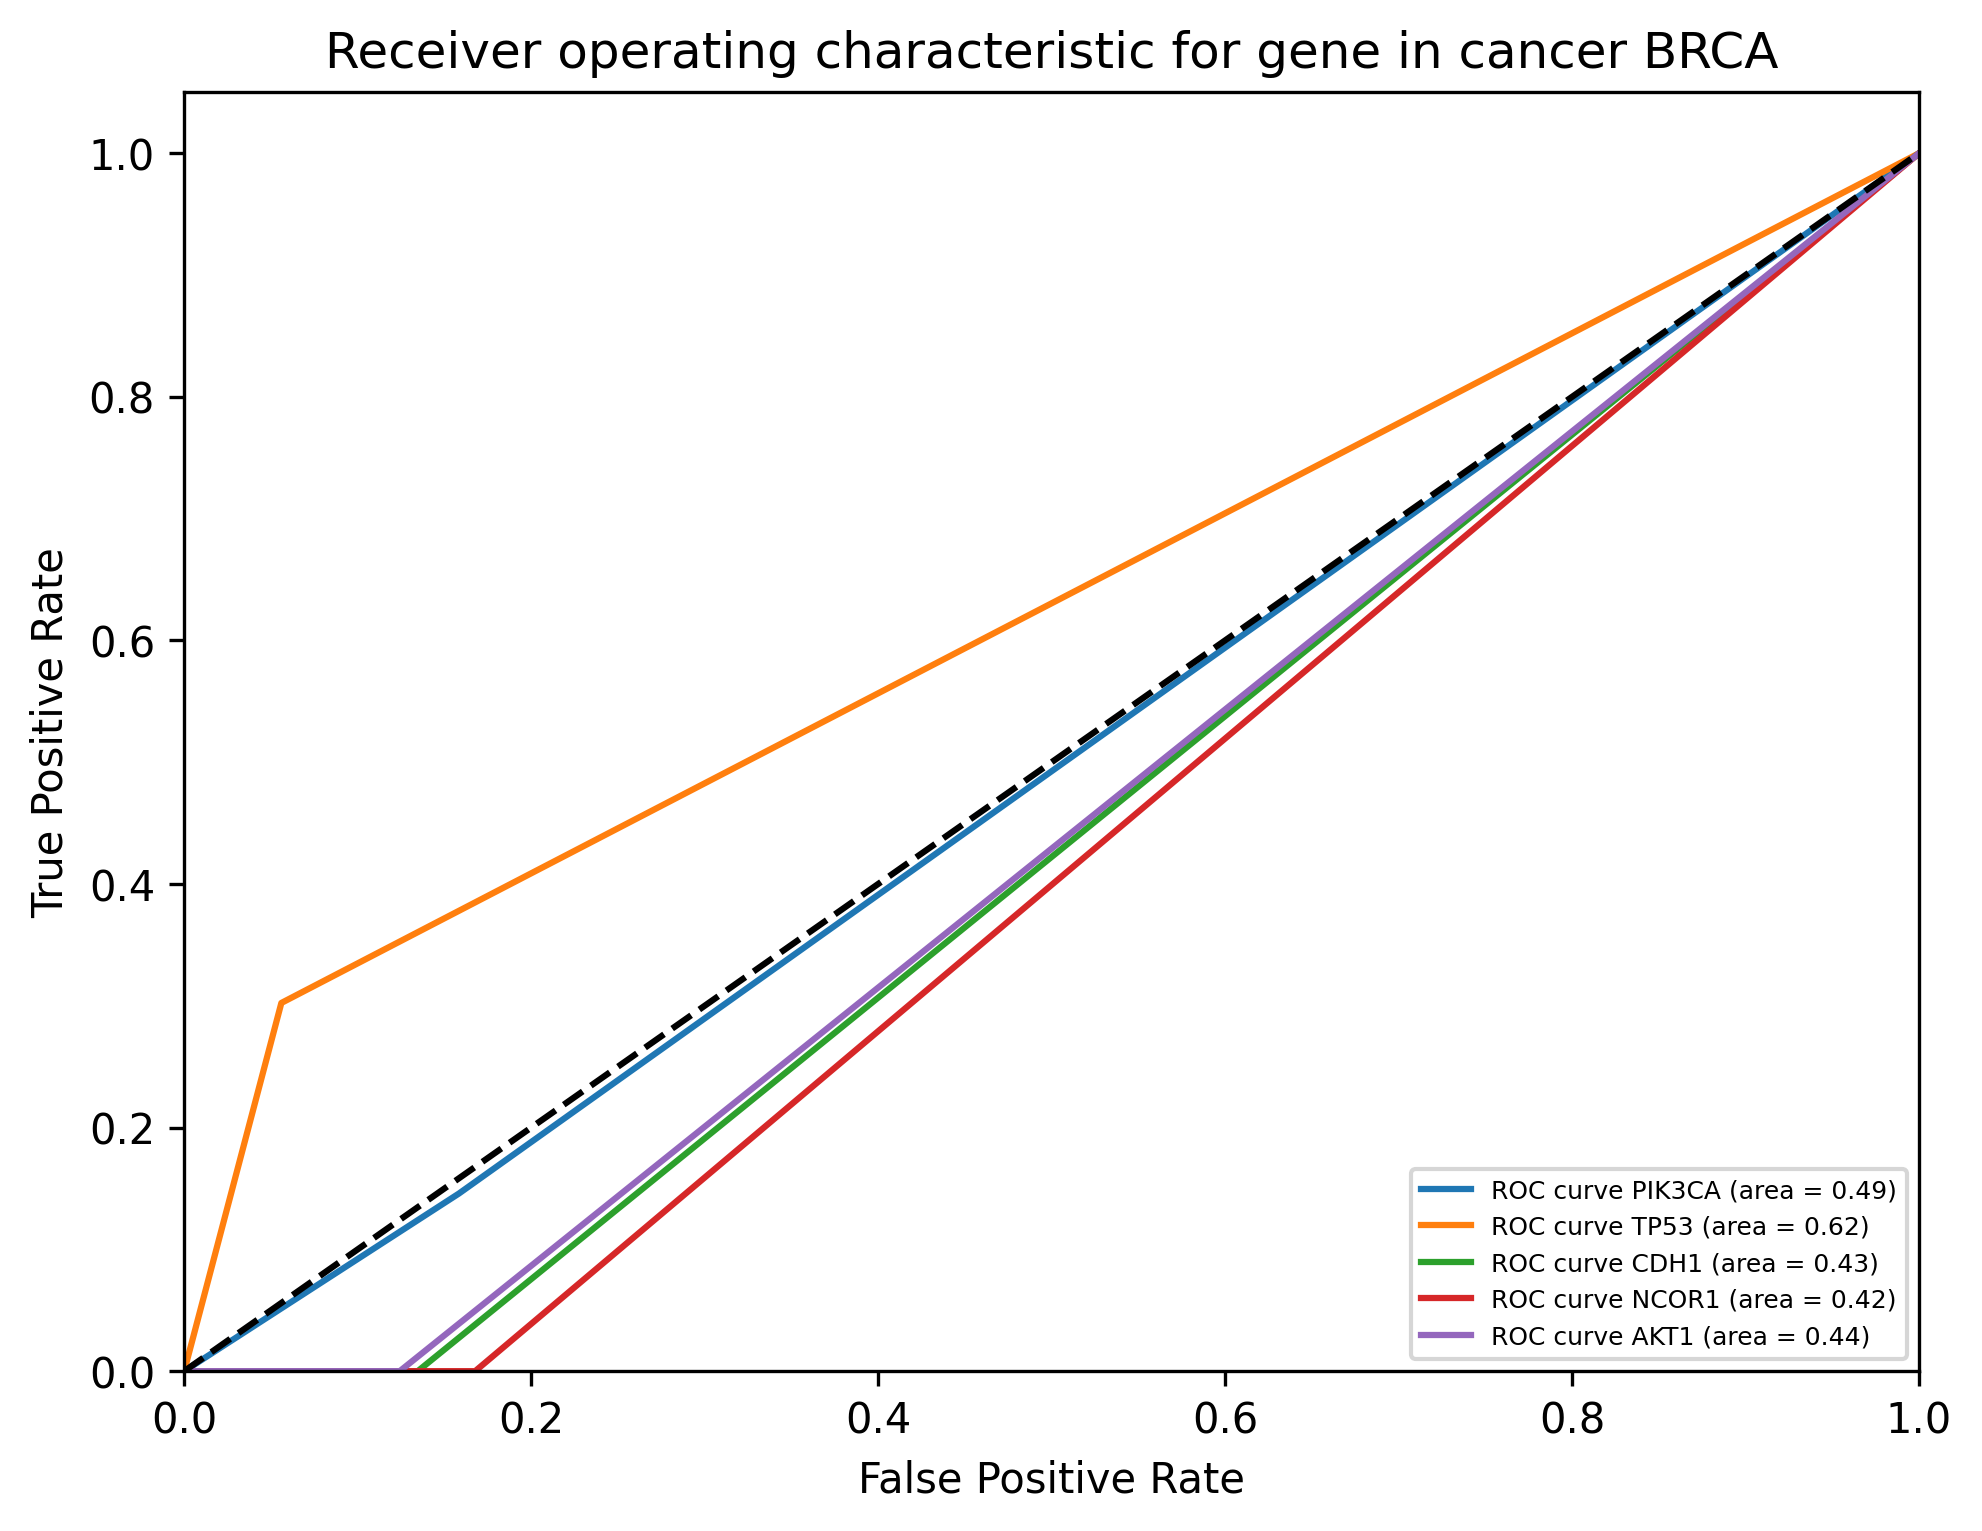 Receiver operating characteristic for gene in cancer BRCA
1.0
0.8
0.6
0.4
0.2
0.0
True Positive Rate
ROC curve PIK3CA (area = 0.49)
ROC curve TP53 (area = 0.62)
ROC curve CDH1 (area = 0.43)
ROC curve NCOR1 (area = 0.42)
ROC curve AKT1 (area = 0.44)
0.0 0.2 0.4 0.6 0.8 1.0
False Positive Rate